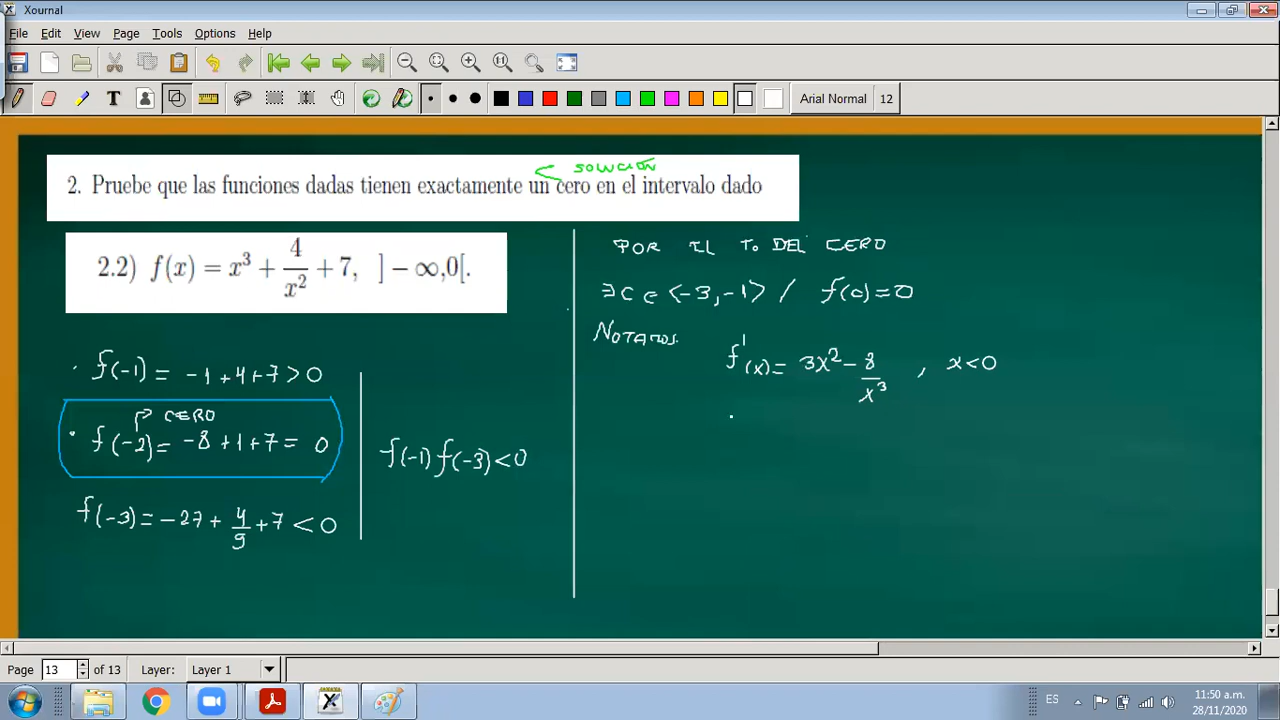 Xournal
File Edit View Page Tools Options Help
Arial Normal 12
SOLUCIÓN
2. Pruebe que las funciones dadas tienen exactamente un cero en el intervalo dado
2.2) f(x) = x³ + 4/x² + 7, ] − ∞,0[.
· f(-1) = -1+4+7 > 0
CERO
· f(-2) = -8+1+7 = 0
f(-3) = -27 + 4/9 + 7 < 0
f(-1) f(-3) < 0
POR EL T. DEL CERO
∃ C ∈ <-3,-1> / f(c) = 0
NOTAMOS
f'(x) = 3x² - 8/x³ , x<0
Page 13 of 13 Layer: Layer 1
ES 11:50 a.m.
28/11/2020